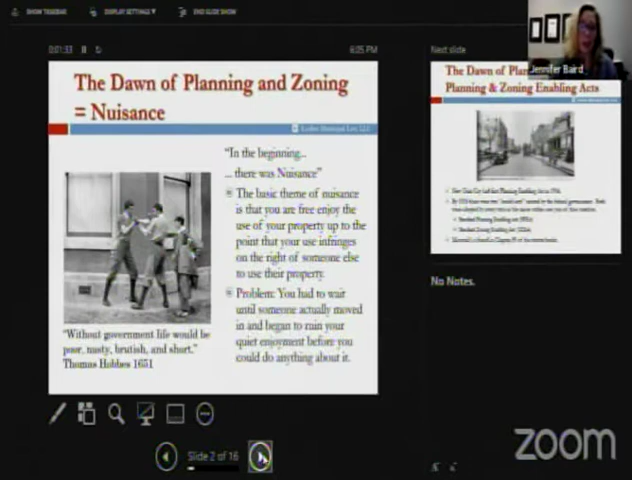 SHOW TASKBAR
DISPLAY SETTINGS
END SLIDE SHOW
0:01:33
6:05 PM
Next slide
Jennifer Baird
The Dawn of Planning and Zoning
= Nuisance
"In the beginning...
... there was Nuisance"
The basic theme of nuisance
is that you are free enjoy the
use of your property up to the
point that your use infringes
on the right of someone else
to use their property.
Problem: You had to wait
until someone actually moved
in and began to ruin your
quiet enjoyment before you
could do anything about it.
"Without government life would be
poor, nasty, brutish, and short."
Thomas Hobbes 1651
The Dawn of
Planning & Zoning Enabling Acts
No Notes.
Slide 2 of 16
zoom